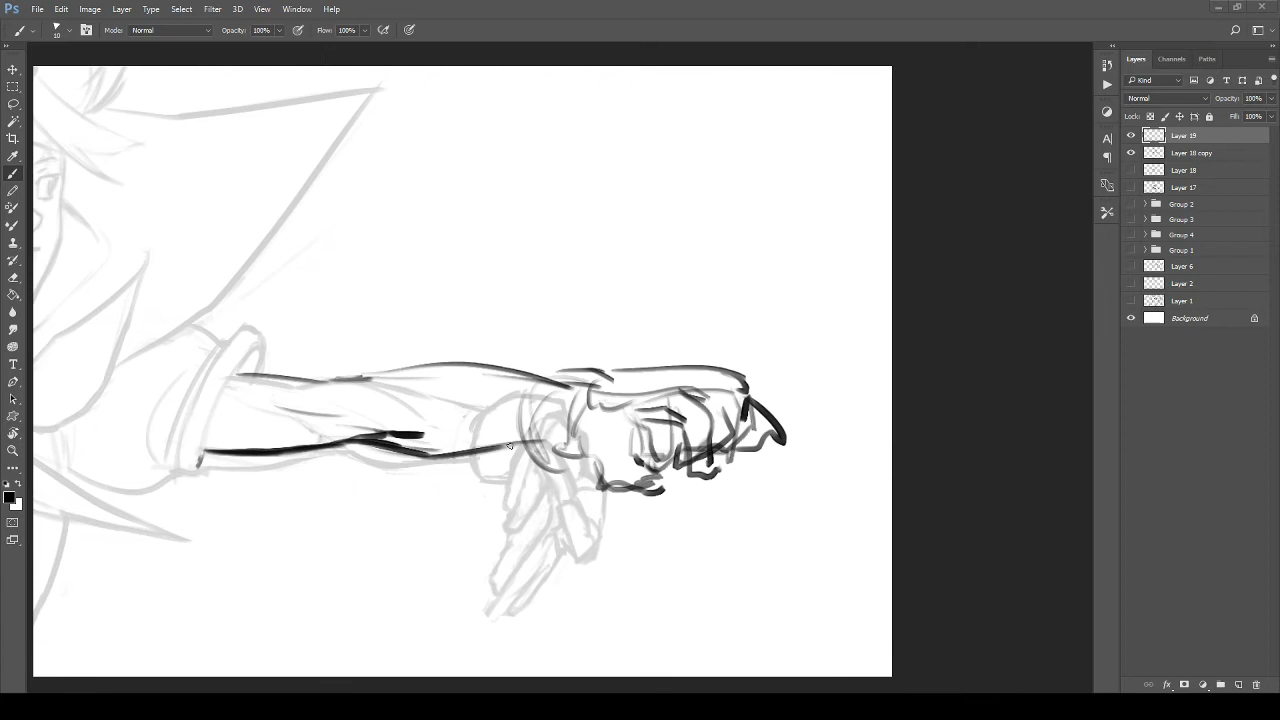 Ps File Edit Image Layer Type Select Filter 3D View Window Help
10 Mode: Normal Opacity: 100% Flow: 100%
Layers Channels Paths
Kind
Normal Opacity: 100%
Lock: Fill: 100%
Layer 19
Layer 18 copy
Layer 18
Layer 17
Group 2
Group 3
Group 4
Group 1
Layer 6
Layer 2
Layer 1
Background
fx